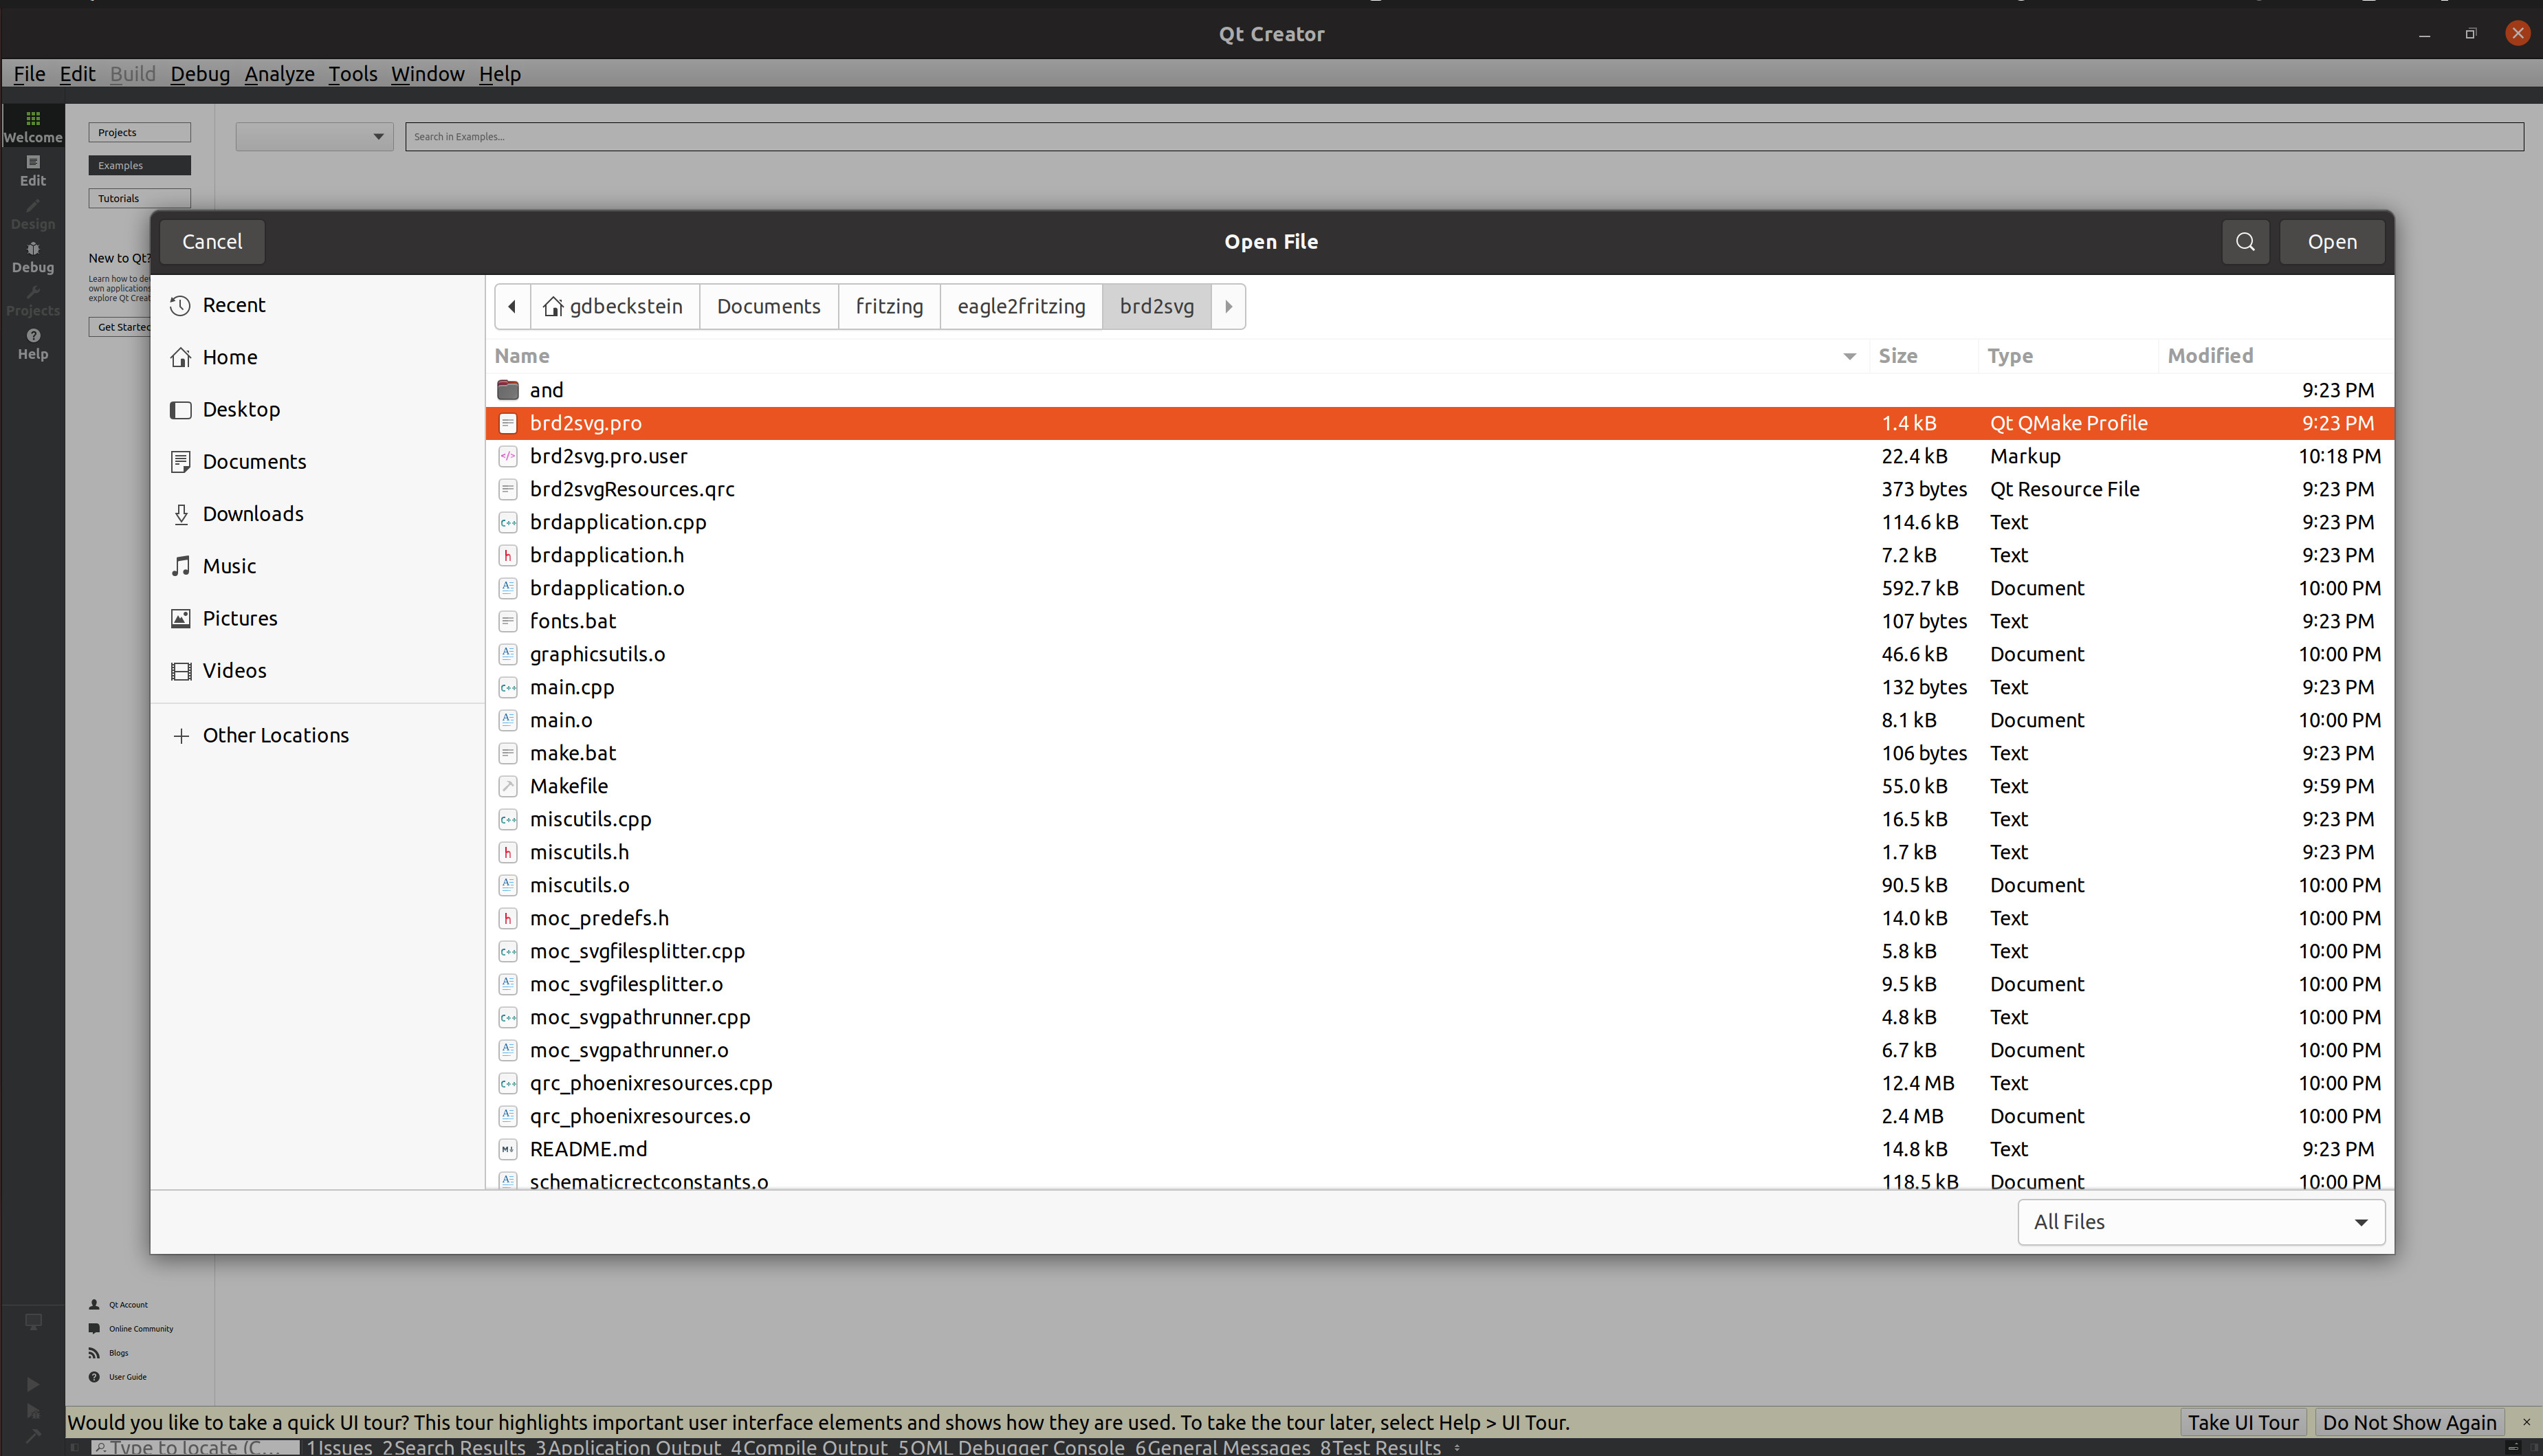 Qt Creator
File Edit Build Debug Analyze Tools Window Help
Welcome
Edit
Design
Debug
Projects
Help
Projects
Examples
Tutorials
Search in Examples...
New to Qt?
Learn how to de
own applications
explore Qt Creat
Get Started
Cancel
Open File
Open
Recent
Home
Desktop
Documents
Downloads
Music
Pictures
Videos
Other Locations
gdbeckstein Documents fritzing eagle2fritzing brd2svg
Name Size Type Modified
and 9:23 PM
brd2svg.pro 1.4 kB Qt QMake Profile 9:23 PM
brd2svg.pro.user 22.4 kB Markup 10:18 PM
brd2svgResources.qrc 373 bytes Qt Resource File 9:23 PM
brdapplication.cpp 114.6 kB Text 9:23 PM
brdapplication.h 7.2 kB Text 9:23 PM
brdapplication.o 592.7 kB Document 10:00 PM
fonts.bat 107 bytes Text 9:23 PM
graphicsutils.o 46.6 kB Document 10:00 PM
main.cpp 132 bytes Text 9:23 PM
main.o 8.1 kB Document 10:00 PM
make.bat 106 bytes Text 9:23 PM
Makefile 55.0 kB Text 9:59 PM
miscutils.cpp 16.5 kB Text 9:23 PM
miscutils.h 1.7 kB Text 9:23 PM
miscutils.o 90.5 kB Document 10:00 PM
moc_predefs.h 14.0 kB Text 10:00 PM
moc_svgfilesplitter.cpp 5.8 kB Text 10:00 PM
moc_svgfilesplitter.o 9.5 kB Document 10:00 PM
moc_svgpathrunner.cpp 4.8 kB Text 10:00 PM
moc_svgpathrunner.o 6.7 kB Document 10:00 PM
qrc_phoenixresources.cpp 12.4 MB Text 10:00 PM
qrc_phoenixresources.o 2.4 MB Document 10:00 PM
README.md 14.8 kB Text 9:23 PM
schematicrectconstants.o 118.5 kB Document 10:00 PM
All Files
Qt Account
Online Community
Blogs
User Guide
Would you like to take a quick UI tour? This tour highlights important user interface elements and shows how they are used. To take the tour later, select Help > UI Tour.
Take UI Tour
Do Not Show Again
Type to locate (C... 1 Issues 2 Search Results 3 Application Output 4 Compile Output 5 QML Debugger Console 6 General Messages 8 Test Results